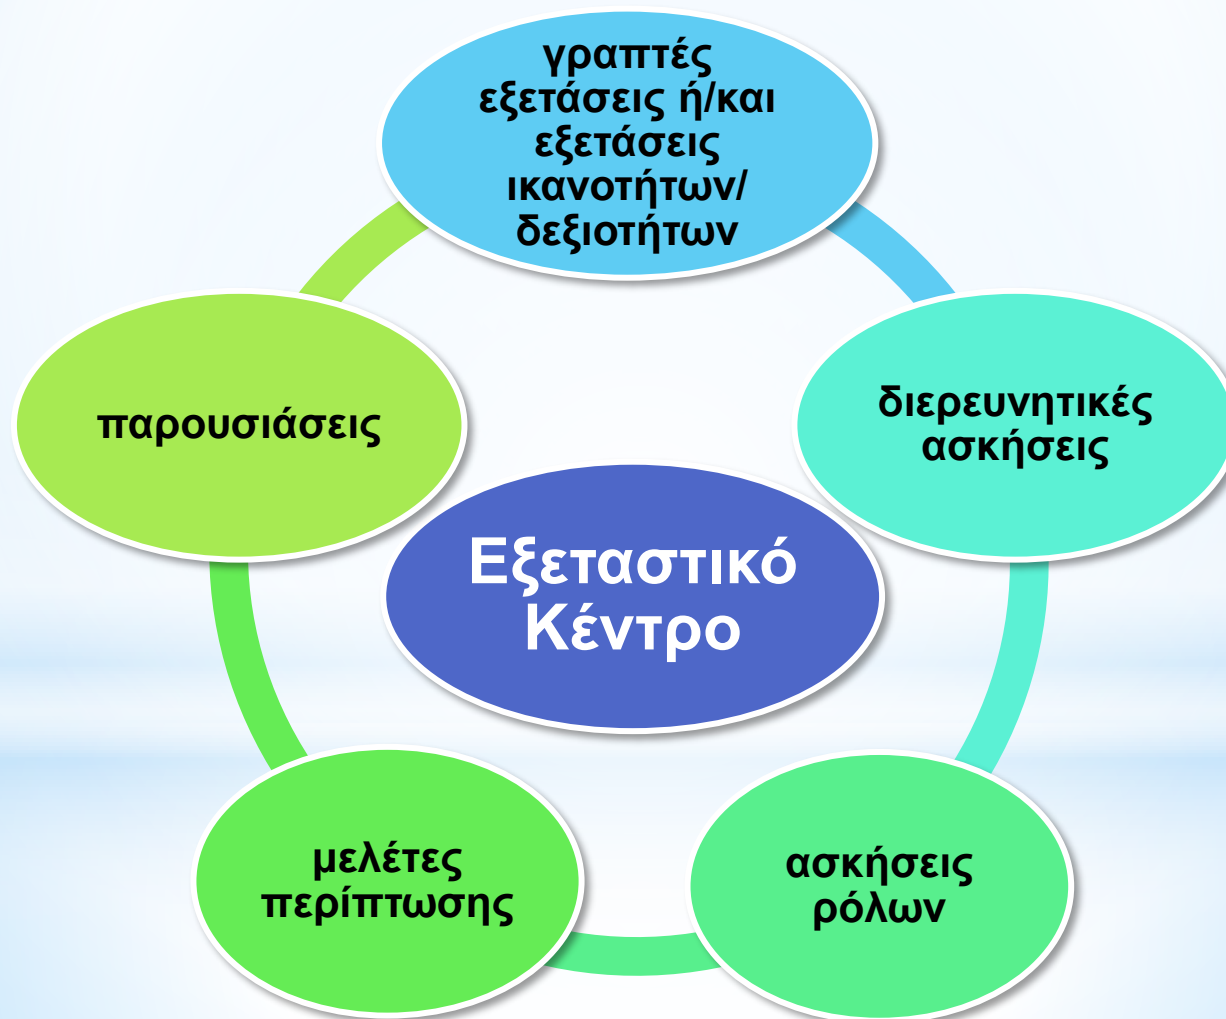 γραπτές
εξετάσεις ή/και
εξετάσεις
ικανοτήτων/
δεξιοτήτων
παρουσιάσεις
διερευνητικές
ασκήσεις
Εξεταστικό
Κέντρο
μελέτες
περίπτωσης
ασκήσεις
ρόλων